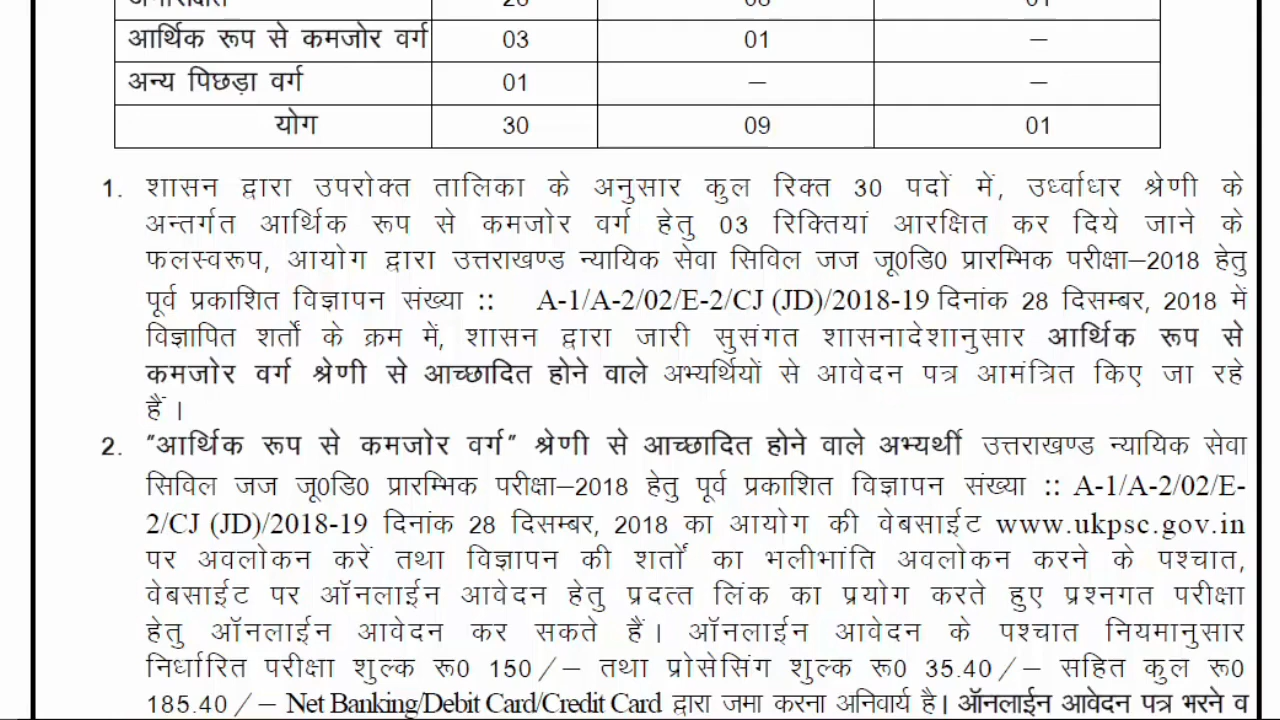 आर्थिक रूप से कमजोर वर्ग 03 01 –
अन्य पिछड़ा वर्ग 01 – –
योग 30 09 01
1. शासन द्वारा उपरोक्त तालिका के अनुसार कुल रिक्त 30 पदों में, उर्ध्वाधर श्रेणी के
अन्तर्गत आर्थिक रूप से कमजोर वर्ग हेतु 03 रिक्तियां आरक्षित कर दिये जाने के
फलस्वरूप, आयोग द्वारा उत्तराखण्ड न्यायिक सेवा सिविल जज जू0डि0 प्रारम्भिक परीक्षा–2018 हेतु
पूर्व प्रकाशित विज्ञापन संख्या :: A-1/A-2/02/E-2/CJ (JD)/2018-19 दिनांक 28 दिसम्बर, 2018 में
विज्ञापित शर्तों के क्रम में, शासन द्वारा जारी सुसंगत शासनादेशानुसार आर्थिक रूप से
कमजोर वर्ग श्रेणी से आच्छादित होने वाले अभ्यर्थियों से आवेदन पत्र आमंत्रित किए जा रहे
हैं।
2. "आर्थिक रूप से कमजोर वर्ग" श्रेणी से आच्छादित होने वाले अभ्यर्थी उत्तराखण्ड न्यायिक सेवा
सिविल जज जू0डि0 प्रारम्भिक परीक्षा–2018 हेतु पूर्व प्रकाशित विज्ञापन संख्या :: A-1/A-2/02/E-
2/CJ (JD)/2018-19 दिनांक 28 दिसम्बर, 2018 का आयोग की वेबसाईट www.ukpsc.gov.in
पर अवलोकन करें तथा विज्ञापन की शर्तों का भलीभांति अवलोकन करने के पश्चात,
वेबसाईट पर ऑनलाईन आवेदन हेतु प्रदत्त लिंक का प्रयोग करते हुए प्रश्नगत परीक्षा
हेतु ऑनलाईन आवेदन कर सकते हैं। ऑनलाईन आवेदन के पश्चात नियमानुसार
निर्धारित परीक्षा शुल्क रू0 150/– तथा प्रोसेसिंग शुल्क रू0 35.40/– सहित कुल रू0
185.40/– Net Banking/Debit Card/Credit Card द्वारा जमा करना अनिवार्य है। ऑनलाईन आवेदन पत्र भरने व